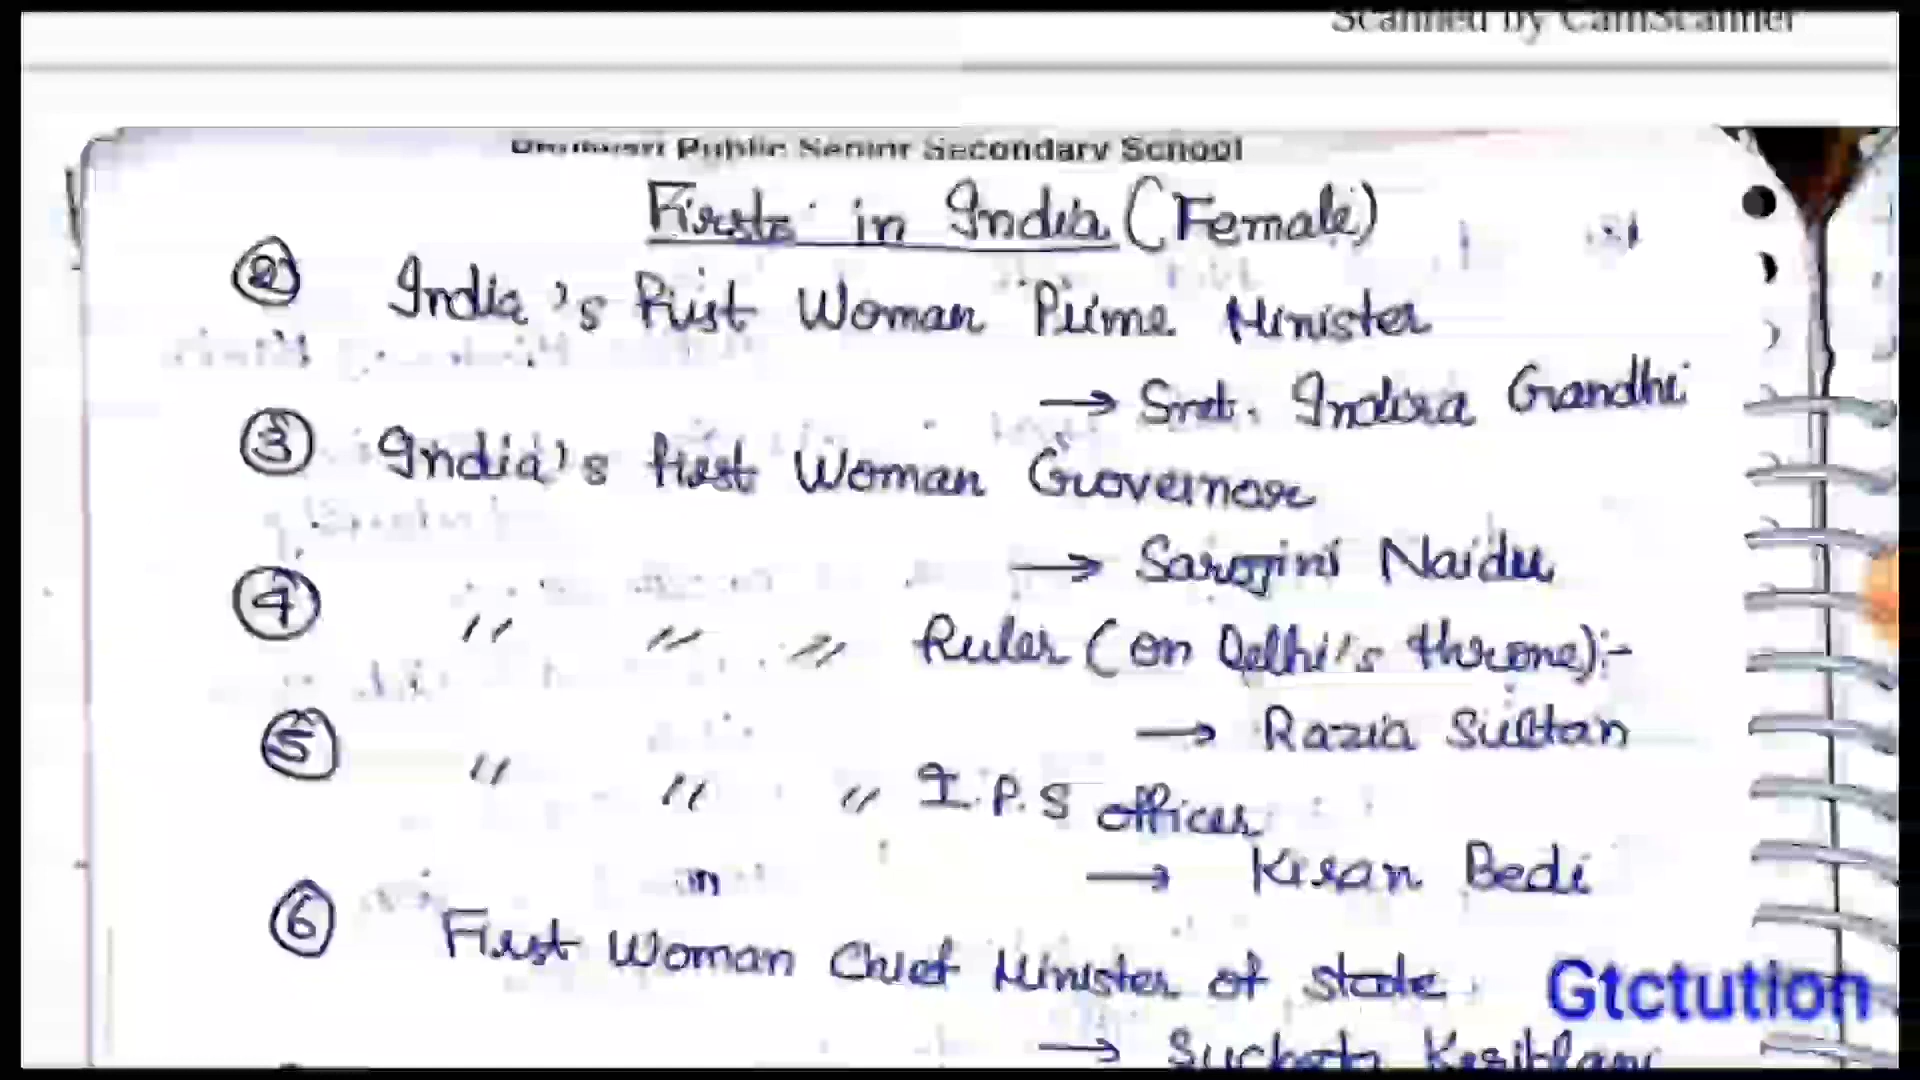 Scanned by CamScanner
Public Senior Secondary School
Firsts in India (Female)
② India's First Woman Prime Minister
→ Smt. Indira Gandhi
③ India's first Woman Governor
→ Sarojini Naidu
④ " " " Ruler (on Delhi's throne):-
→ Razia Sultan
⑤ " " " I.P.S officer
→ Kiran Bedi
⑥ First Woman Chief Minister of state.
→ Sucheta Kriplani
Gtctution